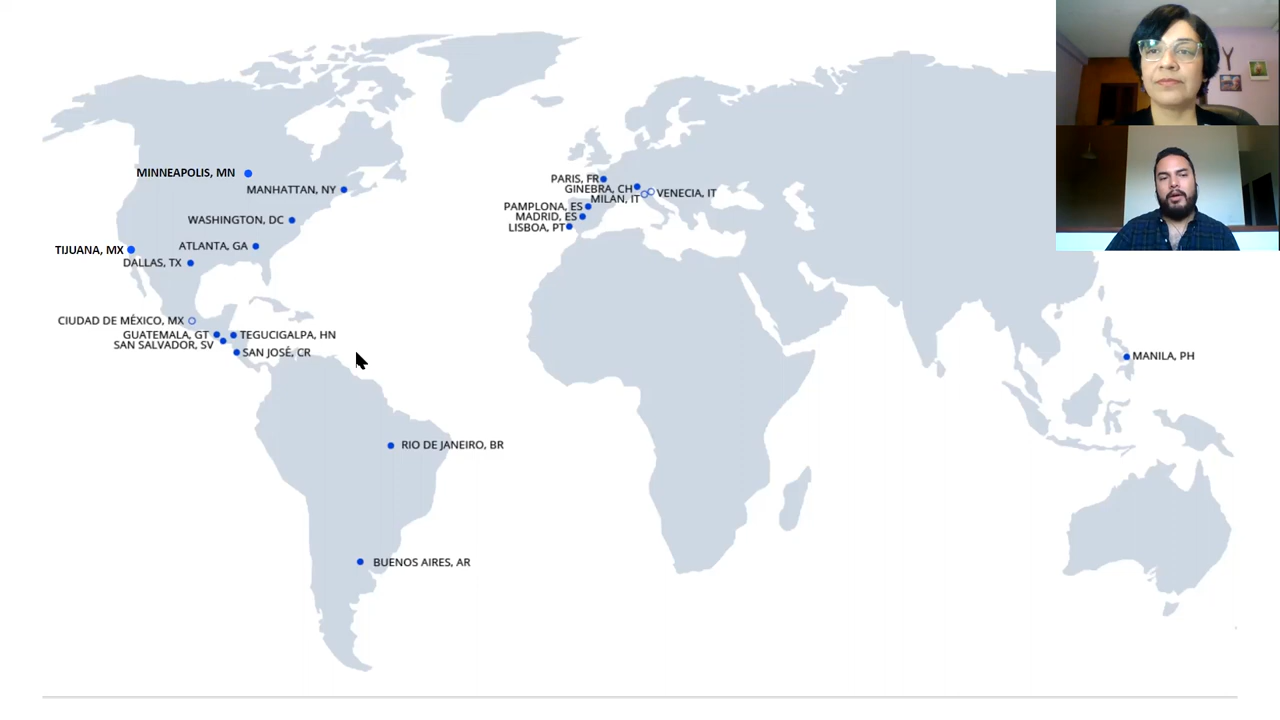 MINNEAPOLIS, MN
MANHATTAN, NY
WASHINGTON, DC
ATLANTA, GA
TIJUANA, MX
DALLAS, TX
CIUDAD DE MÉXICO, MX
GUATEMALA, GT
TEGUCIGALPA, HN
SAN SALVADOR, SV
SAN JOSÉ, CR
RIO DE JANEIRO, BR
BUENOS AIRES, AR
PARIS, FR
GINEBRA, CH
MILAN, IT
VENECIA, IT
PAMPLONA, ES
MADRID, ES
LISBOA, PT
MANILA, PH